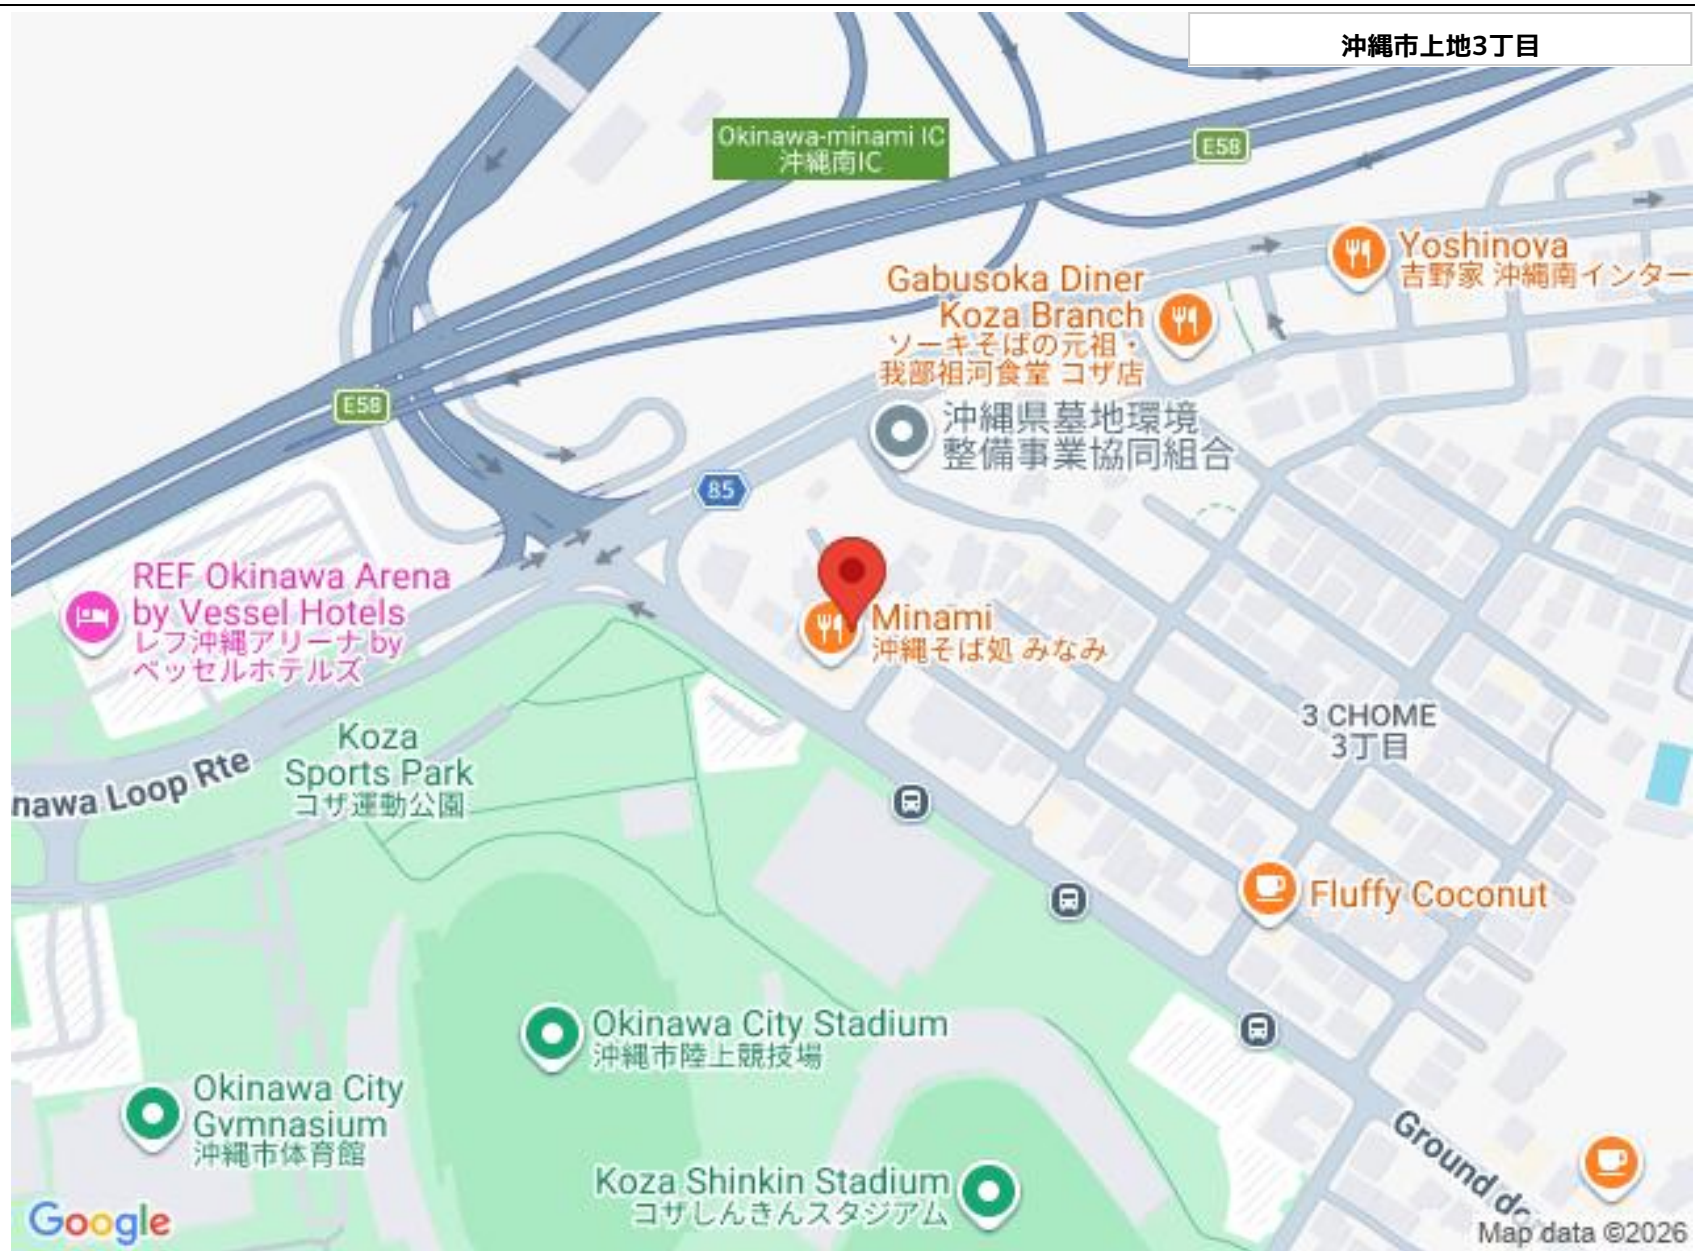 沖縄市上地3丁目
Okinawa-minami IC
沖縄南IC
E58
Yoshinoya
吉野家 沖縄南インター
Gabusoka Diner
Koza Branch
ソーキそばの元祖・
我部祖河食堂 コザ店
E58
沖縄県墓地環境
整備事業協同組合
85
REF Okinawa Arena
by Vessel Hotels
レフ沖縄アリーナ by
ベッセルホテルズ
Minami
沖縄そば処 みなみ
3 CHOME
3丁目
Koza
Sports Park
コザ運動公園
nawa Loop Rte
Fluffy Coconut
Okinawa City Stadium
沖縄市陸上競技場
Okinawa City
Gymnasium
沖縄市体育館
Koza Shinkin Stadium
コザしんきんスタジアム
Ground do
Google
Map data ©2026